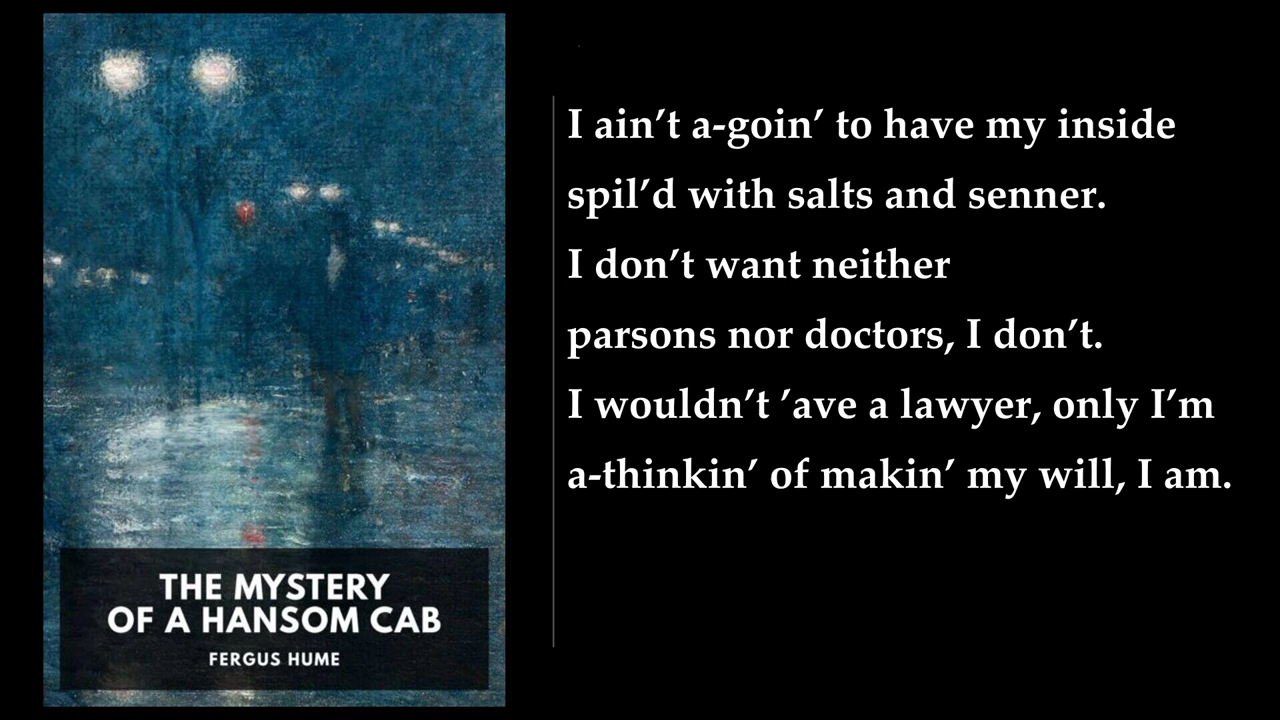 THE MYSTERY
OF A HANSOM CAB
FERGUS HUME
I ain’t a-goin’ to have my inside
spil’d with salts and senner.
I don’t want neither
parsons nor doctors, I don’t.
I wouldn’t ’ave a lawyer, only I’m
a-thinkin’ of makin’ my will, I am.